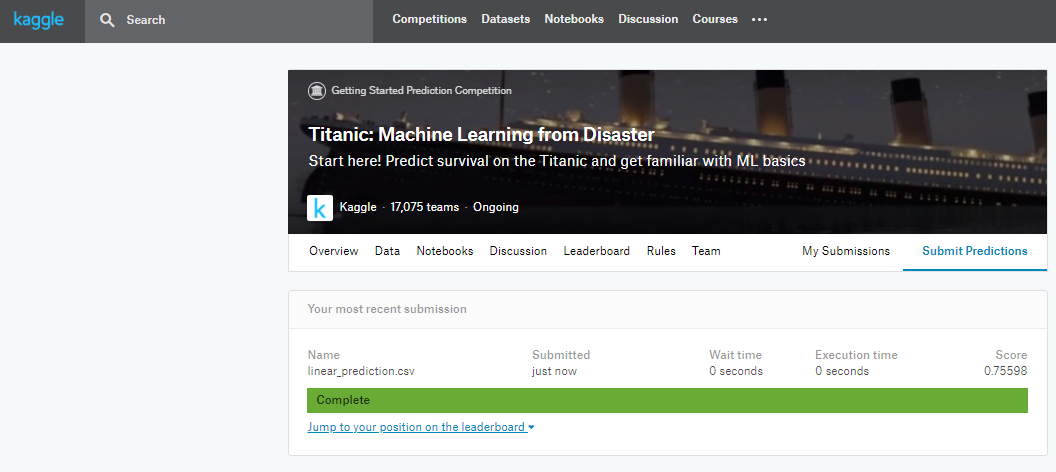 kaggle Search Competitions Datasets Notebooks Discussion Courses
Getting Started Prediction Competition
Titanic: Machine Learning from Disaster
Start here! Predict survival on the Titanic and get familiar with ML basics
k Kaggle · 17,075 teams · Ongoing
Overview Data Notebooks Discussion Leaderboard Rules Team My Submissions Submit Predictions
Your most recent submission
Name Submitted Wait time Execution time Score
linear_prediction.csv just now 0 seconds 0 seconds 0.75598
Complete
Jump to your position on the leaderboard